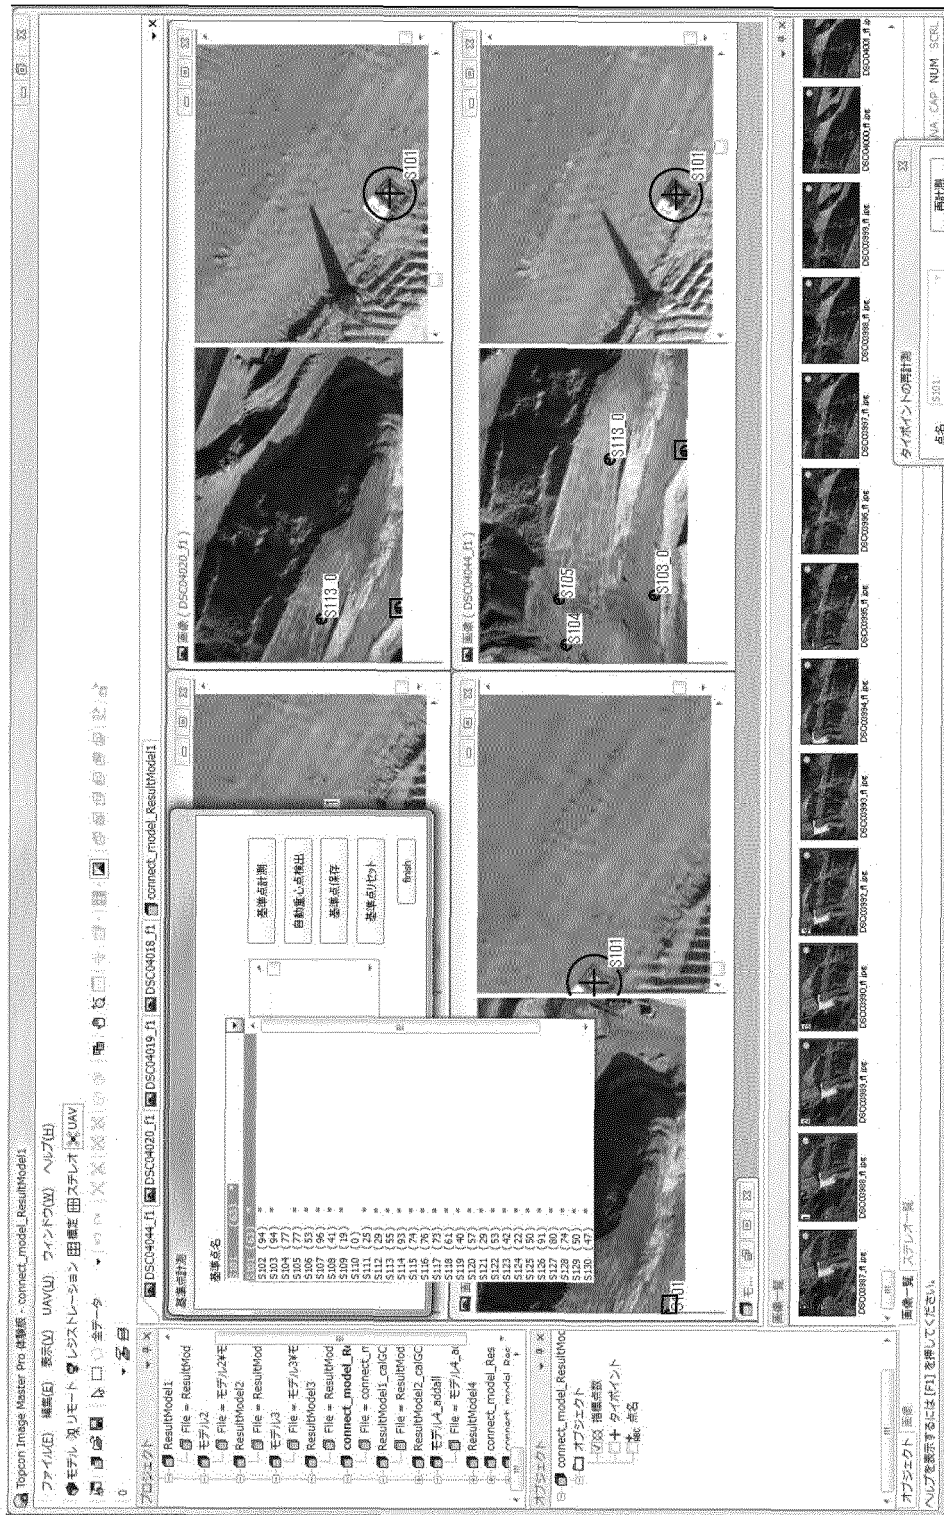 Topcon Image Master Pro 体験版 - connect_model_ResultModel1
ファイル(E) 編集(E) 表示(V) UAV(U) ウィンドウ(W) ヘルプ(H)
モデル リモート レジストレーション 標定 ステレオ UAV
全データ
0
プロジェクト
ResultModel1
File = ResultMod
モデル2
File = モデル2¥モ
ResultModel2
File = ResultMod
モデル3
File = モデル3¥モ
ResultModel3
File = ResultMod
connect_model_Re
File = connect_n
ResultModel1_calGC
File = ResultMod
ResultModel2_calGC
File = ResultMod
モデル4_addall
File = モデル4_ac
ResultModel4
connect_model_Res
connect_model_Res
オブジェクト
connect_model_ResultMod
オブジェクト
指標点数
タイポイント
点名
オブジェクト 画像
DSC04044_f1 DSC04020_f1 DSC04019_f1 DSC04018_f1 connect_model_ResultModel1
基準点計測
基準点名
S102 (94) *
S103 (94) *
S104 (77) *
S105 (77) *
S106 (53) *
S107 (96) *
S108 (41) *
S109 (19) *
S110 (0)
S111 (25) *
S112 (29) *
S113 (55) *
S114 (93) *
S115 (74) *
S116 (76) *
S117 (73) *
S118 (61) *
S119 (40) *
S120 (57) *
S121 (29) *
S122 (53) *
S123 (42) *
S124 (22) *
S125 (50) *
S126 (91) *
S127 (80) *
S128 (74) *
S129 (50) *
S130 (47) *
基準点計測
自動重心点検出
基準点保存
基準点リセット
finish
画像 ( DSC04020_f1 )
S113_0
S101
S101
画像 ( DSC04044_f1 )
S104
S105
S103_0
S113_0
S101
モ
画像一覧
DSC03987_f1.jpg
DSC03988_f1.jpg
DSC03989_f1.jpg
DSC03990_f1.jpg
DSC03992_f1.jpg
DSC03993_f1.jpg
DSC03994_f1.jpg
DSC03995_f1.jpg
DSC03996_f1.jpg
DSC03997_f1.jpg
DSC03998_f1.jpg
DSC03999_f1.jpg
DSC04000_f1.jpg
DSC04001_f1.jpg
画像一覧 ステレオ一覧
タイポイントの再計測
点名 S101 再計測
ヘルプを表示するには [F1] を押してください。
CAP NUM SCRL